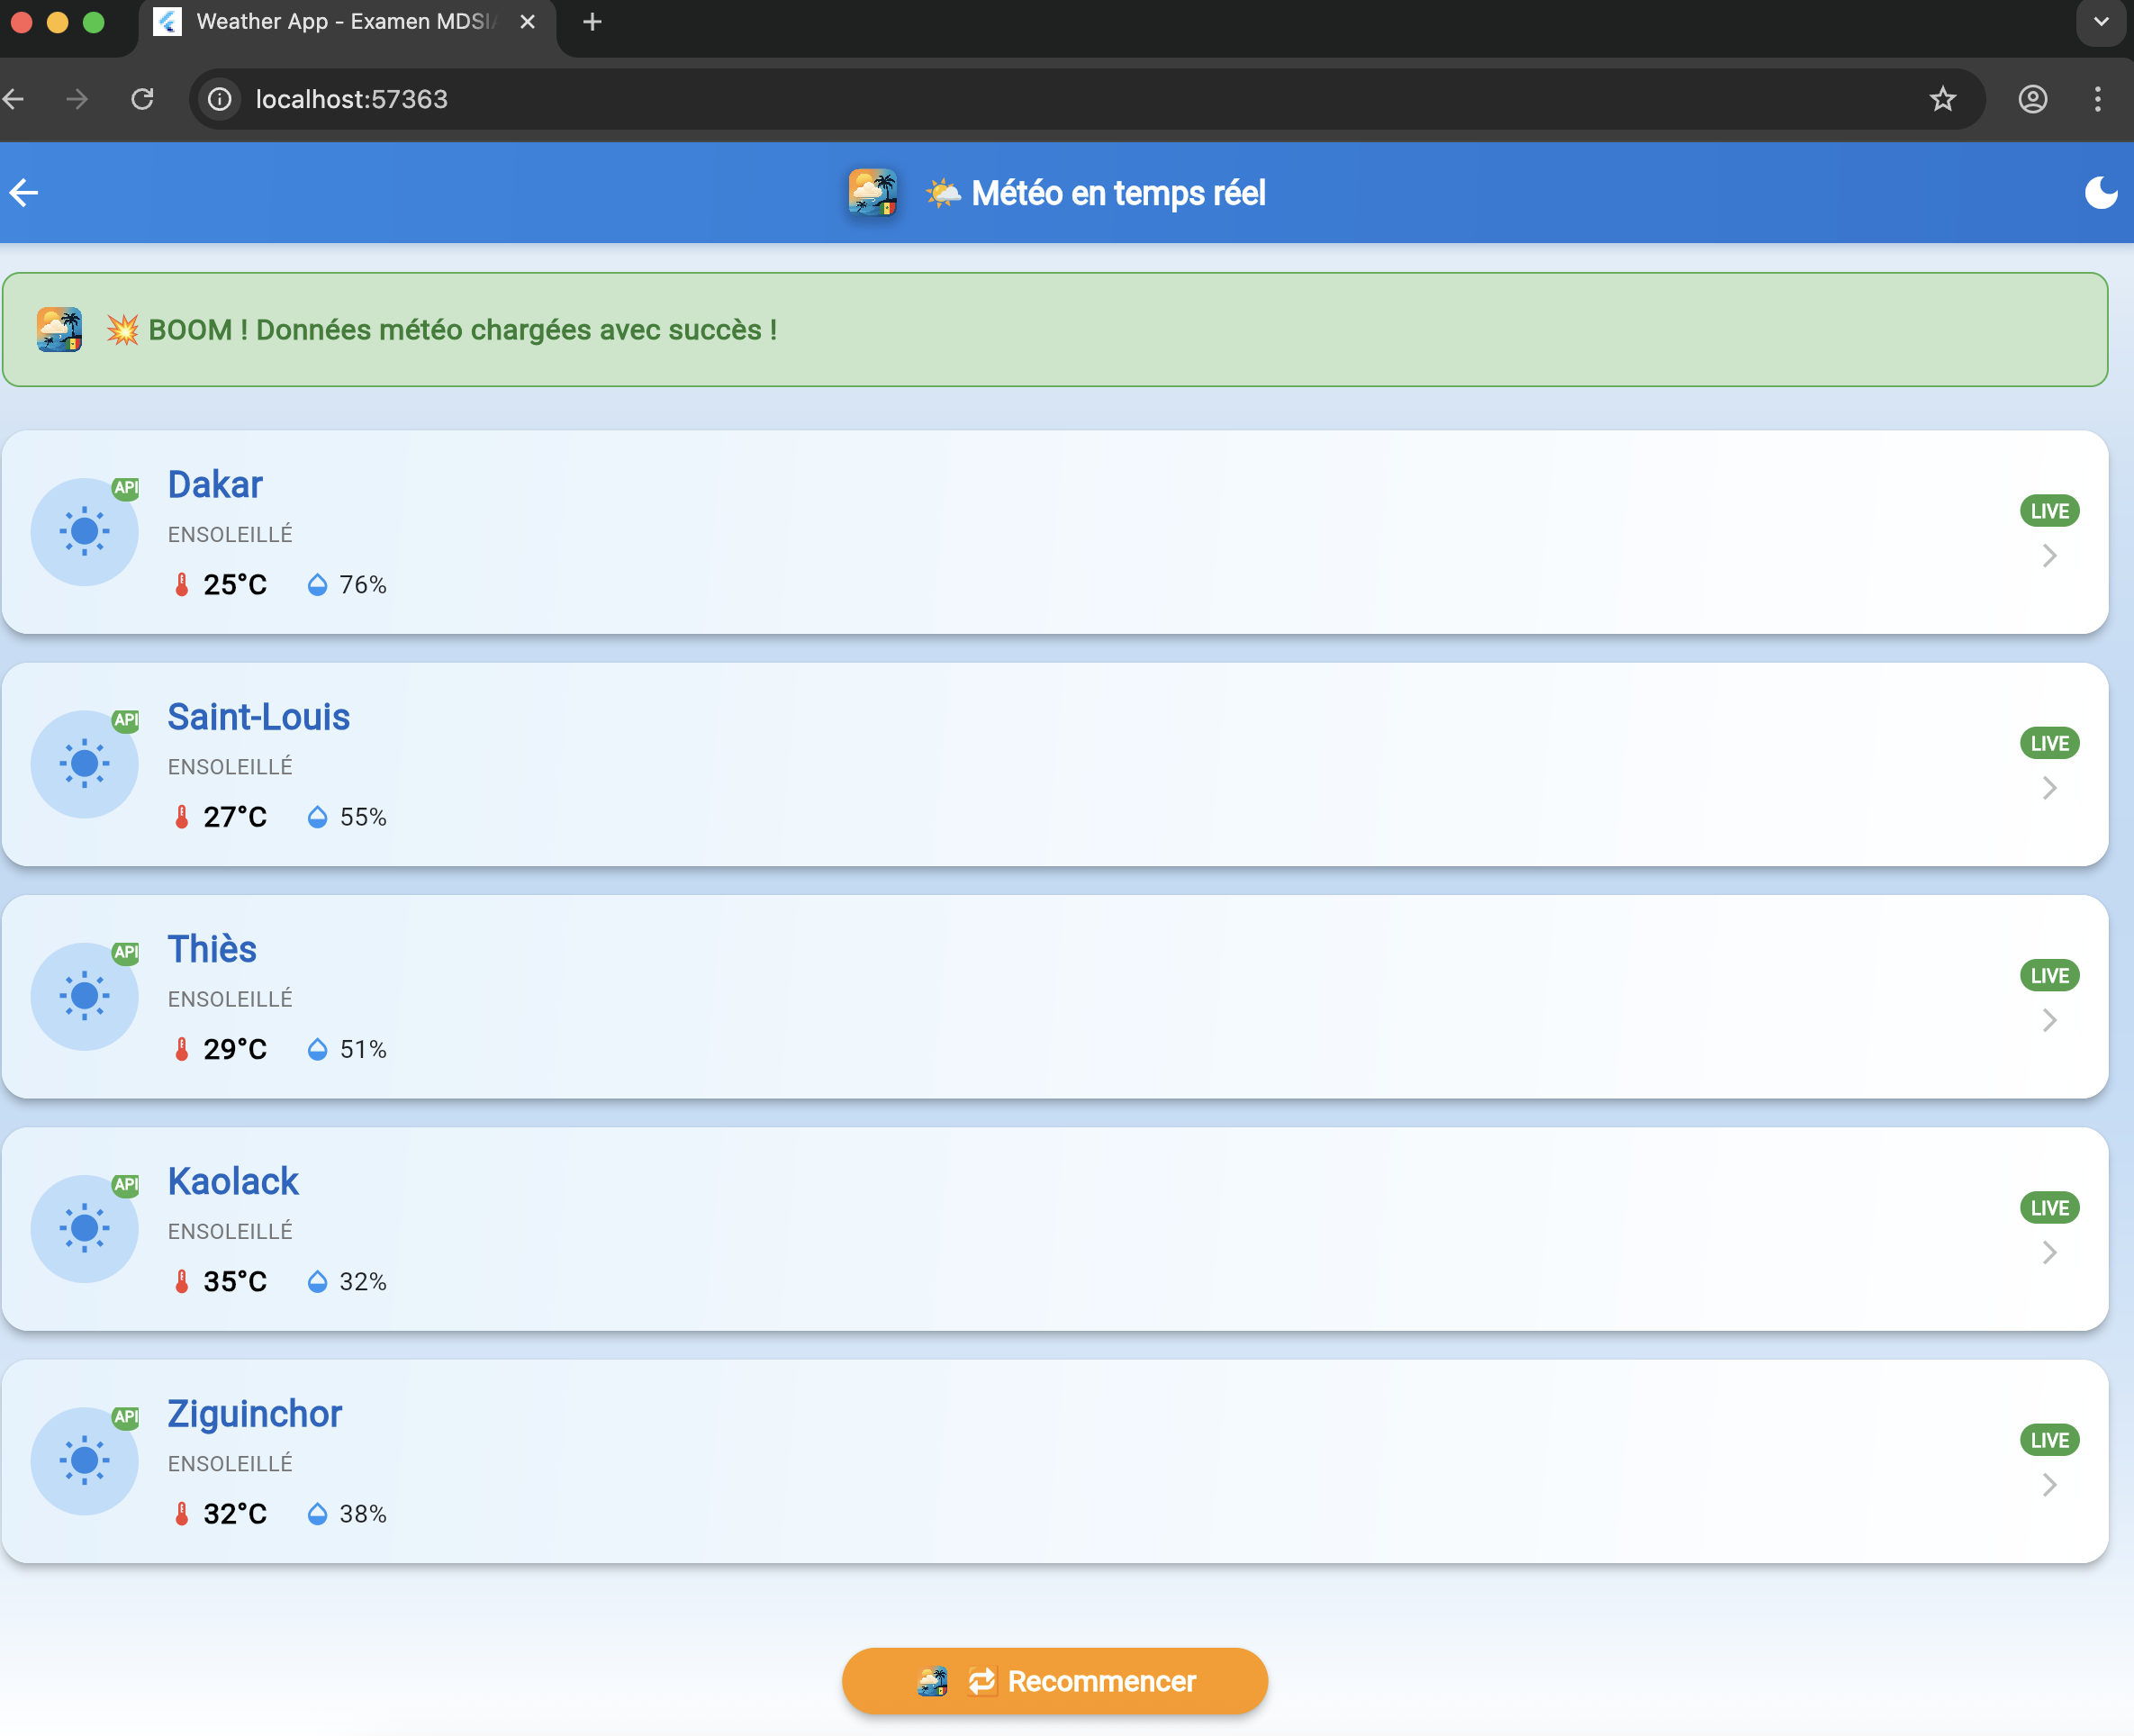 Weather App - Examen MDSI
localhost:57363
Météo en temps réel
BOOM ! Données météo chargées avec succès !
API
Dakar
ENSOLEILLÉ
25°C 76%
LIVE
API
Saint-Louis
ENSOLEILLÉ
27°C 55%
LIVE
API
Thiès
ENSOLEILLÉ
29°C 51%
LIVE
API
Kaolack
ENSOLEILLÉ
35°C 32%
LIVE
API
Ziguinchor
ENSOLEILLÉ
32°C 38%
LIVE
Recommencer